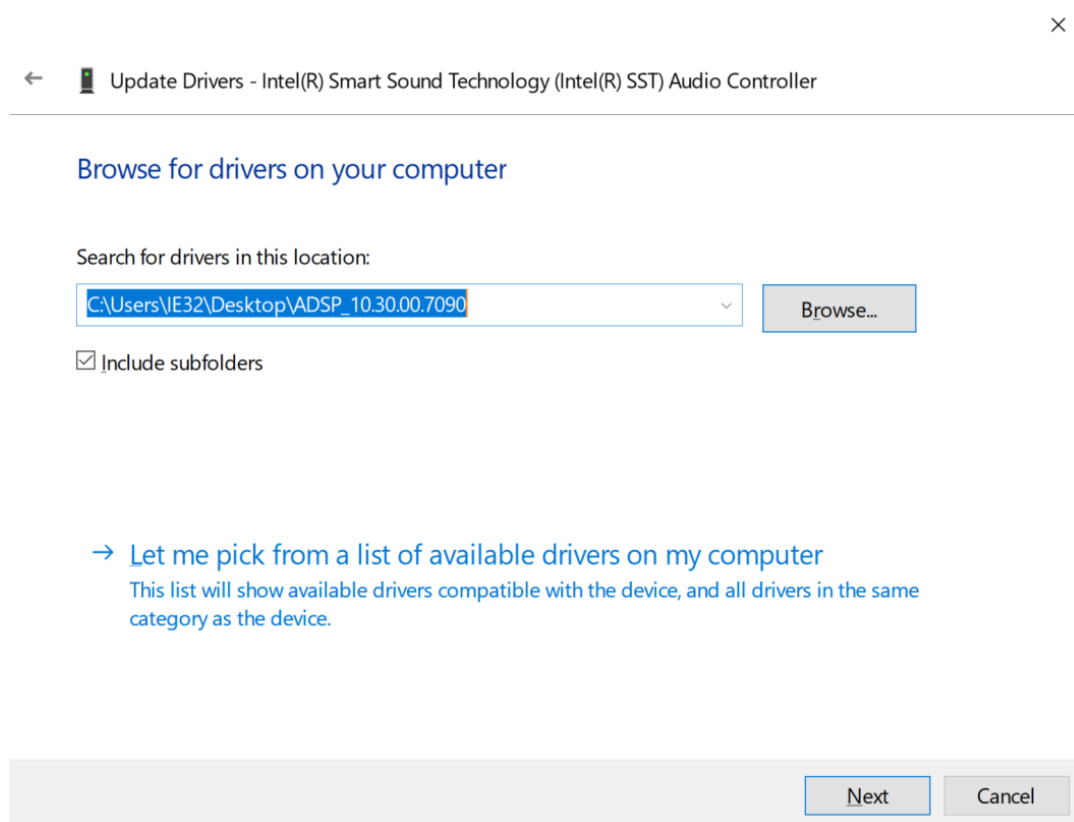 Update Drivers - Intel(R) Smart Sound Technology (Intel(R) SST) Audio Controller
Browse for drivers on your computer
Search for drivers in this location:
C:\Users\IE32\Desktop\ADSP_10.30.00.7090
Browse...
Include subfolders
Let me pick from a list of available drivers on my computer
This list will show available drivers compatible with the device, and all drivers in the same
category as the device.
Next
Cancel